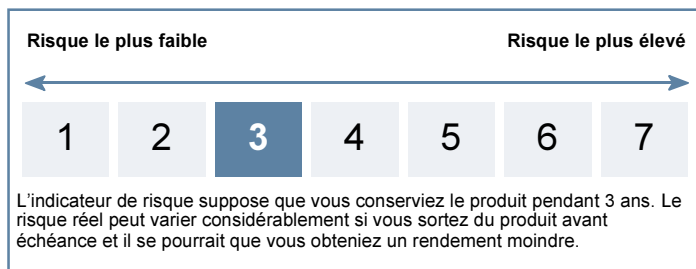 Risque le plus faible Risque le plus élevé
1 2 3 4 5 6 7
L'indicateur de risque suppose que vous conserviez le produit pendant 3 ans. Le
risque réel peut varier considérablement si vous sortez du produit avant
échéance et il se pourrait que vous obteniez un rendement moindre.